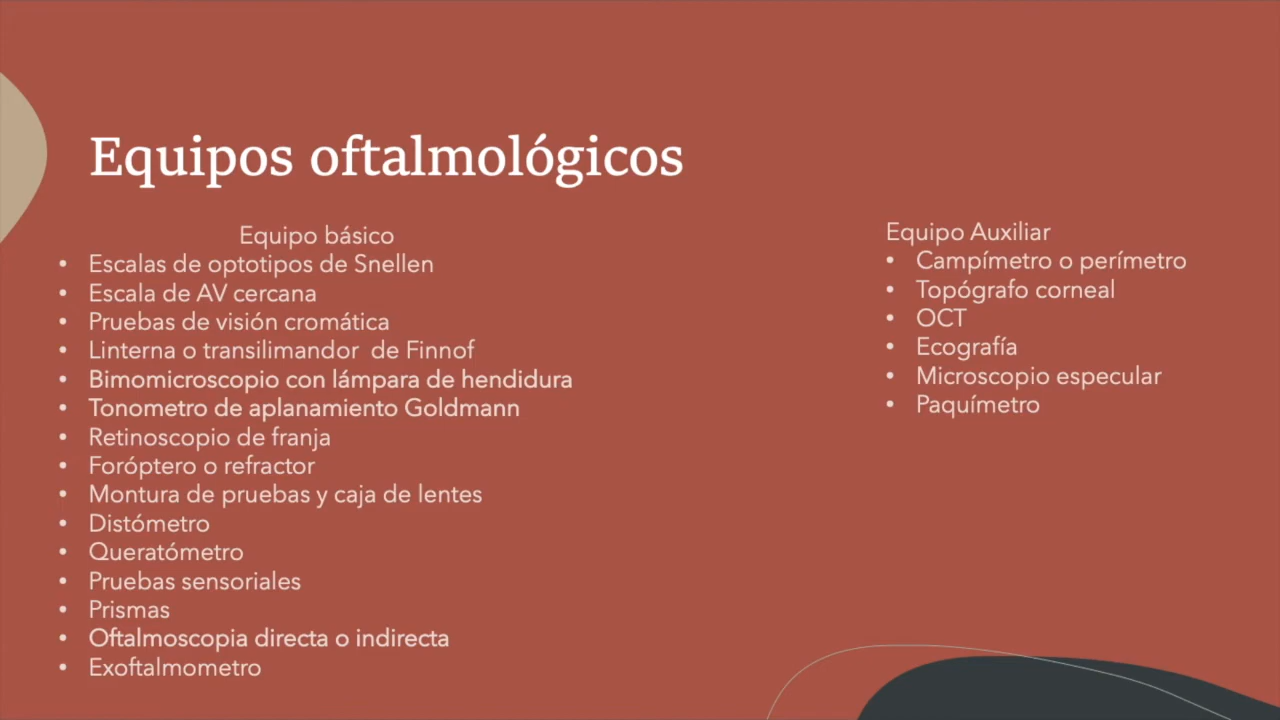 Equipos oftalmológicos
Equipo básico
• Escalas de optotipos de Snellen
• Escala de AV cercana
• Pruebas de visión cromática
• Linterna o transilimandor  de Finnof
• Bimomicroscopio con lámpara de hendidura
• Tonometro de aplanamiento Goldmann
• Retinoscopio de franja
• Foróptero o refractor
• Montura de pruebas y caja de lentes
• Distómetro
• Queratómetro
• Pruebas sensoriales
• Prismas
• Oftalmoscopia directa o indirecta
• Exoftalmometro
Equipo Auxiliar
• Campímetro o perímetro
• Topógrafo corneal
• OCT
• Ecografía
• Microscopio especular
• Paquímetro